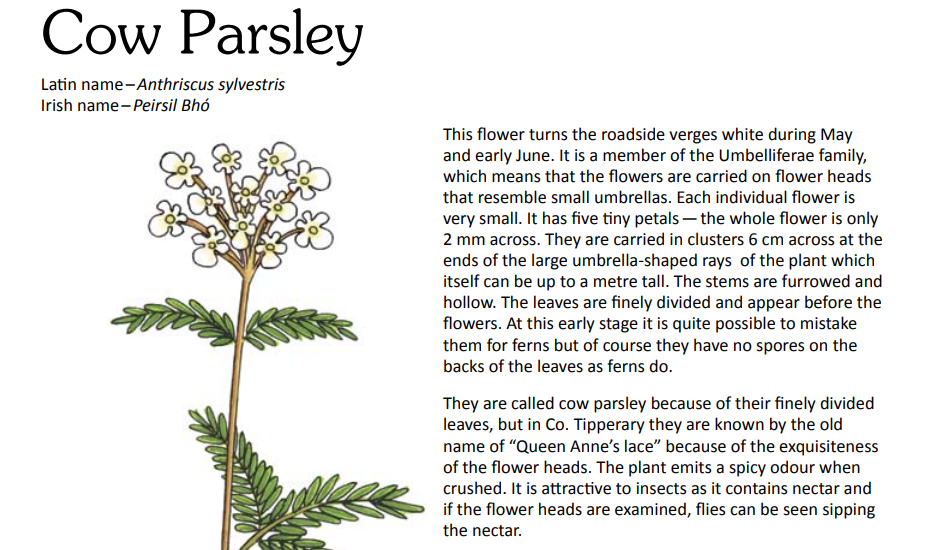 Cow Parsley
Latin name – Anthriscus sylvestris
Irish name – Peirsil Bhó
This flower turns the roadside verges white during May
and early June. It is a member of the Umbelliferae family,
which means that the flowers are carried on flower heads
that resemble small umbrellas. Each individual flower is
very small. It has five tiny petals — the whole flower is only
2 mm across. They are carried in clusters 6 cm across at the
ends of the large umbrella-shaped rays of the plant which
itself can be up to a metre tall. The stems are furrowed and
hollow. The leaves are finely divided and appear before the
flowers. At this early stage it is quite possible to mistake
them for ferns but of course they have no spores on the
backs of the leaves as ferns do.
They are called cow parsley because of their finely divided
leaves, but in Co. Tipperary they are known by the old
name of “Queen Anne’s lace” because of the exquisiteness
of the flower heads. The plant emits a spicy odour when
crushed. It is attractive to insects as it contains nectar and
if the flower heads are examined, flies can be seen sipping
the nectar.